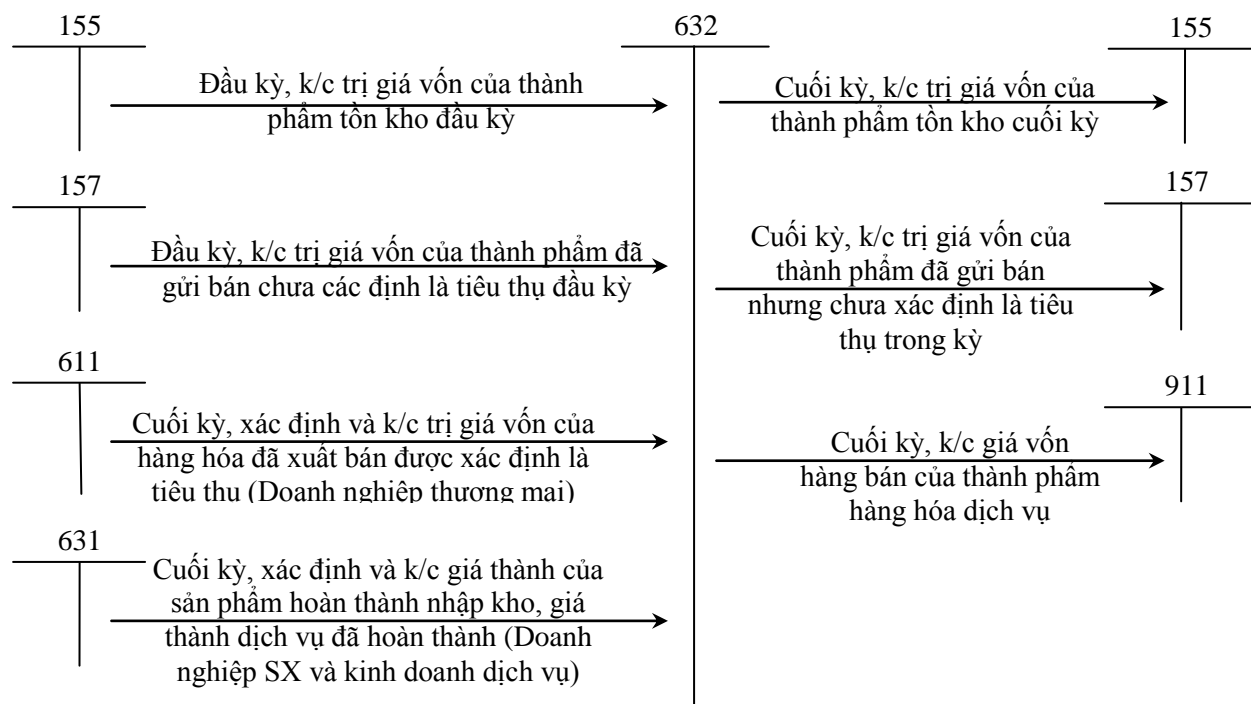 155
632
155
Đầu kỳ, k/c trị giá vốn của thành
phẩm tồn kho đầu kỳ
Cuối kỳ, k/c trị giá vốn của
thành phẩm tồn kho cuối kỳ
157
157
Đầu kỳ, k/c trị giá vốn của thành phẩm đã
gửi bán chưa các định là tiêu thụ đầu kỳ
Cuối kỳ, k/c trị giá vốn của
thành phẩm đã gửi bán
nhưng chưa xác định là tiêu
thụ trong kỳ
611
911
Cuối kỳ, xác định và k/c trị giá vốn của
hàng hóa đã xuất bán được xác định là
tiêu thu (Doanh nghiệp thương mai)
Cuối kỳ, k/c giá vốn
hàng bán của thành phẩm
hàng hóa dịch vụ
631
Cuối kỳ, xác định và k/c giá thành của
sản phẩm hoàn thành nhập kho, giá
thành dịch vụ đã hoàn thành (Doanh
nghiệp SX và kinh doanh dịch vụ)